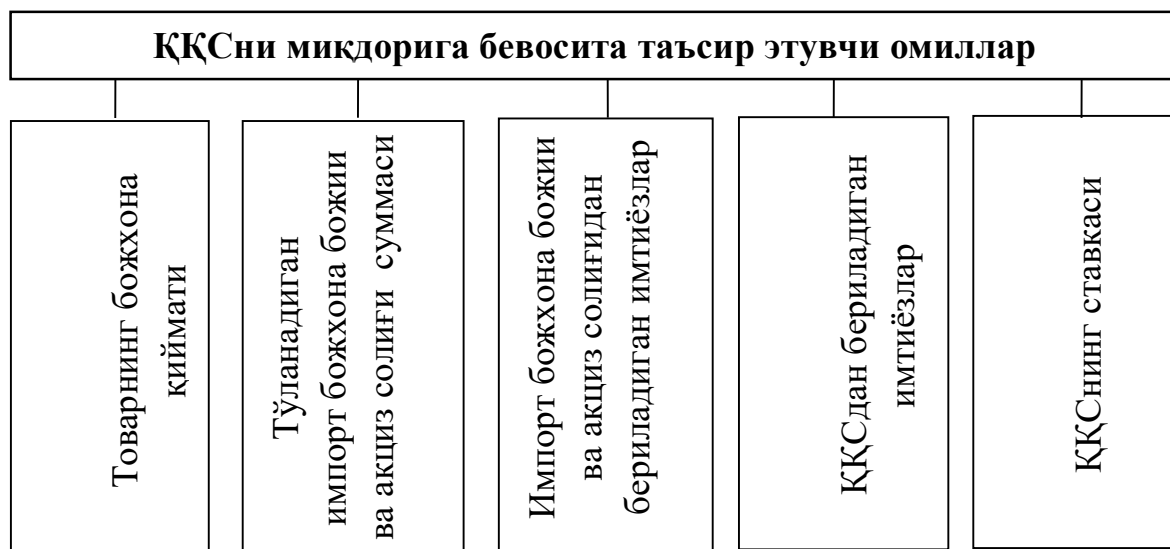 ҚҚСни миқдорига бевосита таъсир этувчи омиллар
Товарнинг божхона
қиймати
Тўланадиган
импорт божхона божии
ва акциз солиғи суммаси
Импорт божхона божии
ва акциз солиғидан
бериладиган имтиёзлар
ҚҚСдан бериладиган
имтиёзлар
ҚҚСнинг ставкаси